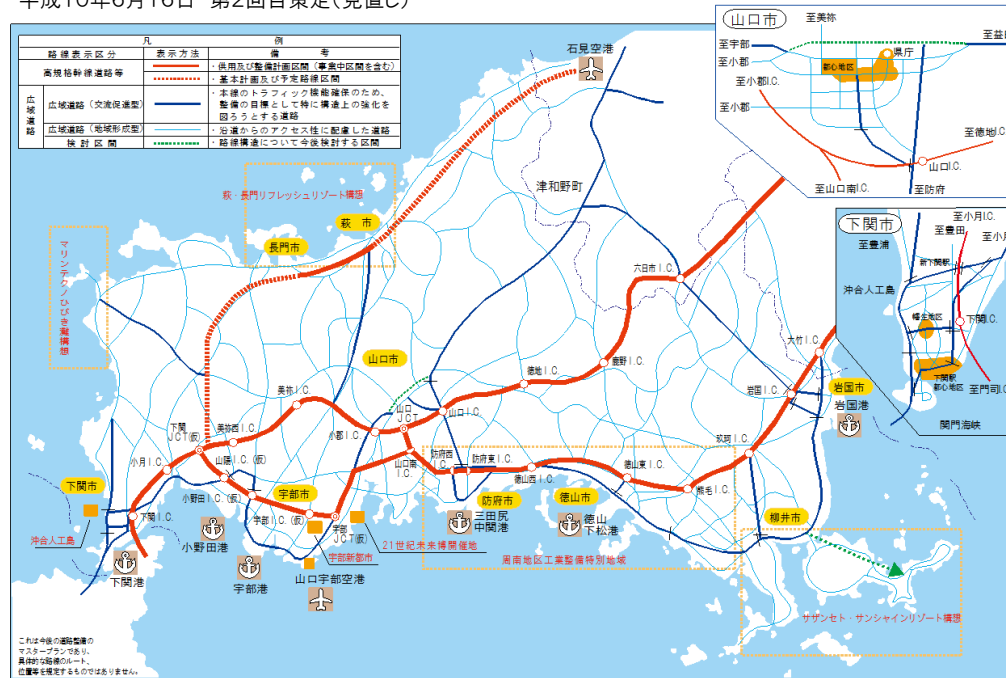 平成10年6月16日 第2回目策定(見直し)
凡 例
路線表示区分 表示方法 備 考
高規格幹線道路等
・供用及び整備計画区間(事業中区間を含む)
・基本計画及び予定路線区間
広域道路
広域道路(交流促進型)
・本線のトラフィック機能確保のため、
整備の目標として特に構造上の強化を
図ろうとする道路
広域道路(地域形成型) ・沿道からのアクセス性に配慮した道路
検討区間 ・路線構造について今後検討する区間
石見空港
山口市
至美祢
至宇部
至益田
県庁
都心地区
至小郡
至小郡I.C.
至小郡
至徳地I.C.
山口I.C.
至山口南I.C.
至防府
津和野町
萩・長門リフレッシュリゾート構想
萩 市
長門市
マリンテクノひびき灘構想
下関市
至小月I.C.
至豊田
至小月
至豊浦
新下関駅
沖合人工島
幡生地区
下関I.C.
下関駅
都心地区
至門司I.C.
関門海峡
六日市I.C.
大竹I.C.
山口市
鹿野I.C.
徳地I.C.
岩国I.C.
岩国市
岩国港
美祢I.C.
山口
JCT
山口I.C.
小郡I.C.
下関
JCT(仮)
美祢西I.C.
山陽I.C.(仮)
小月I.C.
山口南
I.C.
防府西
I.C.
防府東I.C.
徳山西I.C.
徳山東I.C.
玖珂I.C.
熊毛I.C.
下関市
小野田I.C.(仮)
宇部市
防府市
徳山市
柳井市
下関I.C.
宇部I.C.(仮)
宇部
JCT(仮)
三田尻
中関港
徳山
下松港
沖合人工島
小野田港
21世紀未来博開催地
宇部新都市
周南地区工業整備特別地域
下関港
宇部港
山口宇部空港
サザンセト・サンシャインリゾート構想
これは今後の道路整備の
マスタープランであり、
具体的な路線のルート、
位置等を規定するものではありません。